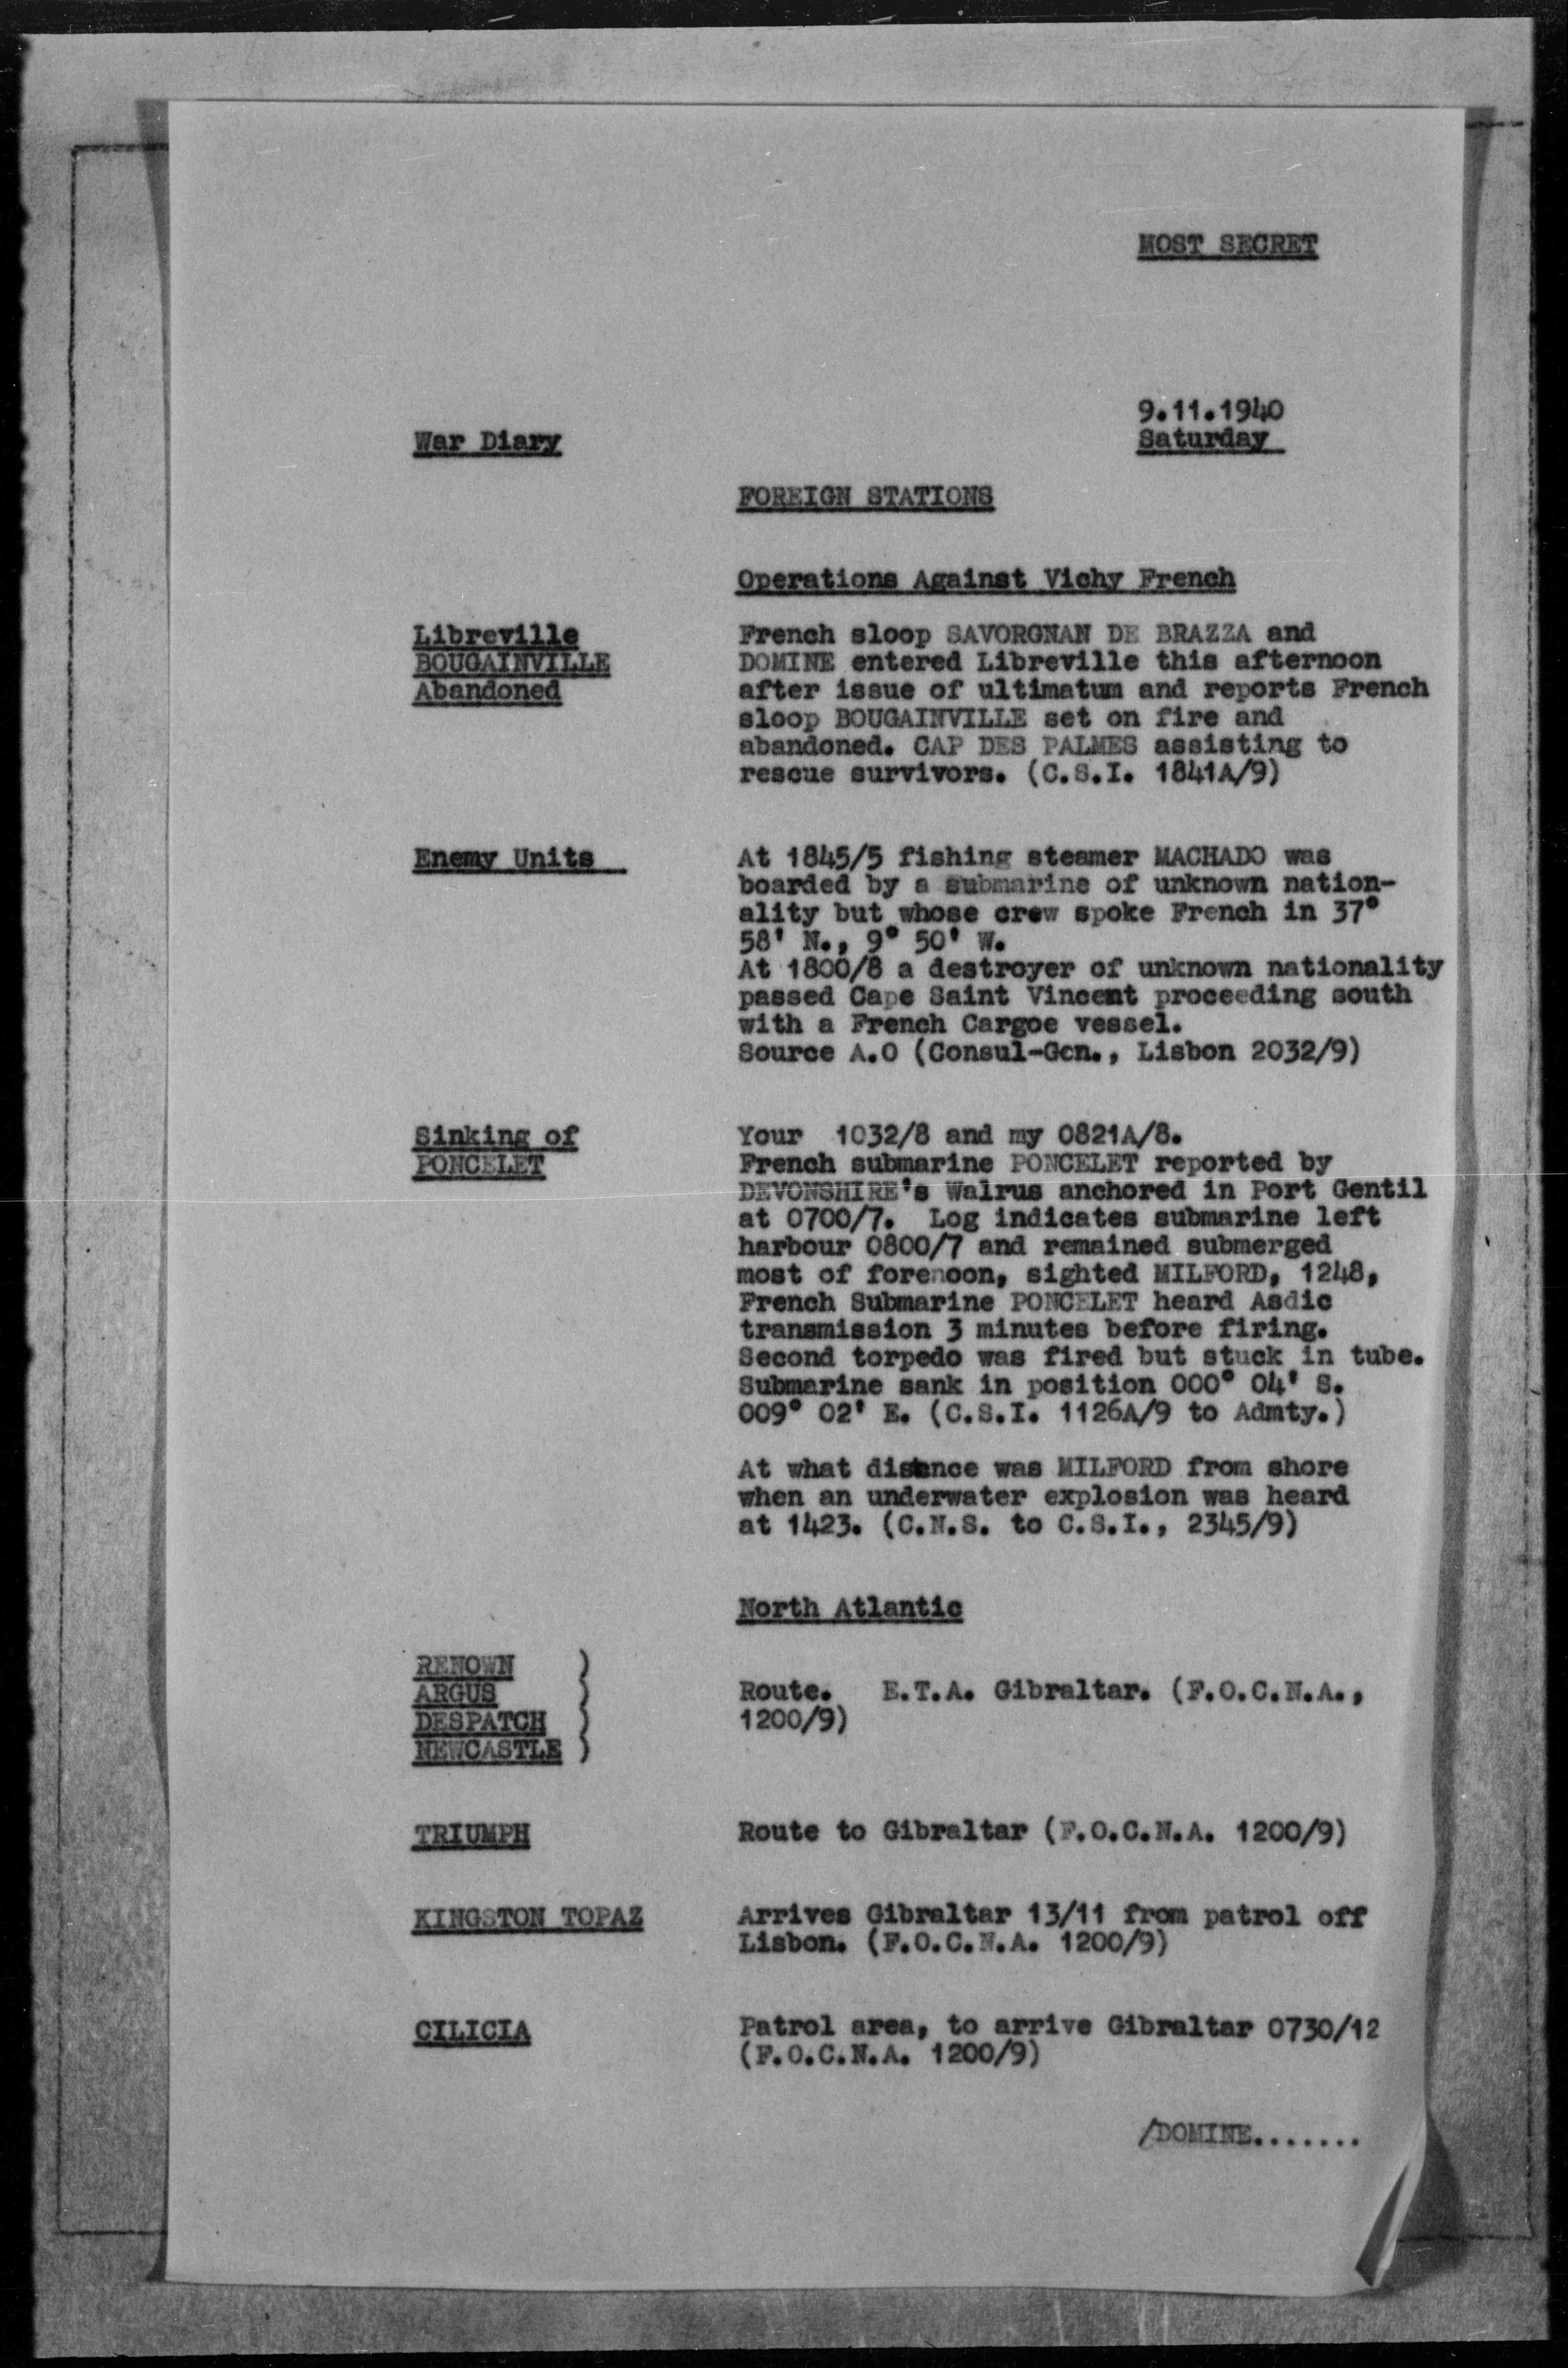 MOST SECRET
9.11.1940
War Diary
Saturday
FOREIGN STATIONS
Operations Against Vichy French
Libreville
BOUGAINVILLE
Abandoned
French sloop SAVORGNAN DE BRAZZA and
DOMINE entered Libreville this afternoon
after issue of ultimatum and reports French
sloop BOUGAINVILLE set on fire and
abandoned. CAP DES PALMES assisting to
rescue survivors. (C.S.I. 1841A/9)
Enemy Units
At 1845/5 fishing steamer MACHADO was
boarded by a submarine of unknown nation-
ality but whose crew spoke French in 37°
58' N., 9° 50' W.
At 1800/8 a destroyer of unknown nationality
passed Cape Saint Vincent proceeding south
with a French Cargoe vessel.
Source A.O (Consul-Gen., Lisbon 2032/9)
Sinking of
PONCELET
Your 1032/8 and my 0821A/8.
French submarine PONCELET reported by
DEVONSHIRE's Walrus anchored in Port Gentil
at 0700/7. Log indicates submarine left
harbour 0800/7 and remained submerged
most of forenoon, sighted MILFORD, 1248,
French Submarine PONCELET heard Asdic
transmission 3 minutes before firing.
Second torpedo was fired but stuck in tube.
Submarine sank in position 000° 04' S.
009° 02' E. (C.S.I. 1126A/9 to Admty.)
At what distence was MILFORD from shore
when an underwater explosion was heard
at 1423. (C.N.S. to C.S.I., 2345/9)
North Atlantic
RENOWN )
ARGUS )
DESPATCH )
NEWCASTLE )
Route. E.T.A. Gibraltar. (F.O.C.N.A.,
1200/9)
TRIUMPH
Route to Gibraltar (F.O.C.N.A. 1200/9)
KINGSTON TOPAZ
Arrives Gibraltar 13/11 from patrol off
Lisbon. (F.O.C.N.A. 1200/9)
CILICIA
Patrol area, to arrive Gibraltar 0730/12
(F.O.C.N.A. 1200/9)
/DOMINE.......